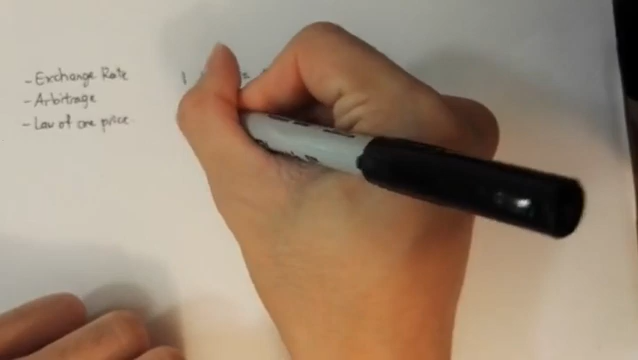 - Exchange Rate
- Arbitrage
- Law of one price